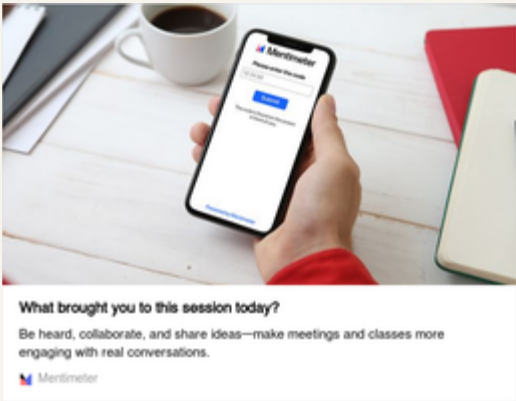 Mentimeter
Please enter the code
Submit
What brought you to this session today?
Be heard, collaborate, and share ideas—make meetings and classes more
engaging with real conversations.
Mentimeter